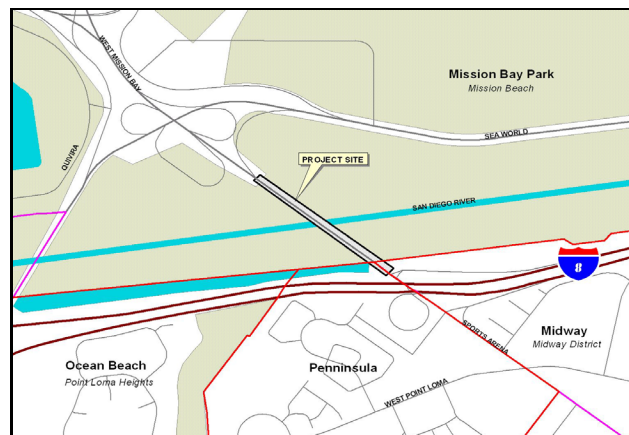 WEST MISSION BAY
Mission Bay Park
Mission Beach
SEA WORLD
QUIVIRA
PROJECT SITE
SAN DIEGO RIVER
8
SPORTS ARENA
Midway
Midway District
Ocean Beach
Point Loma Heights
Penninsula
WEST POINT LOMA